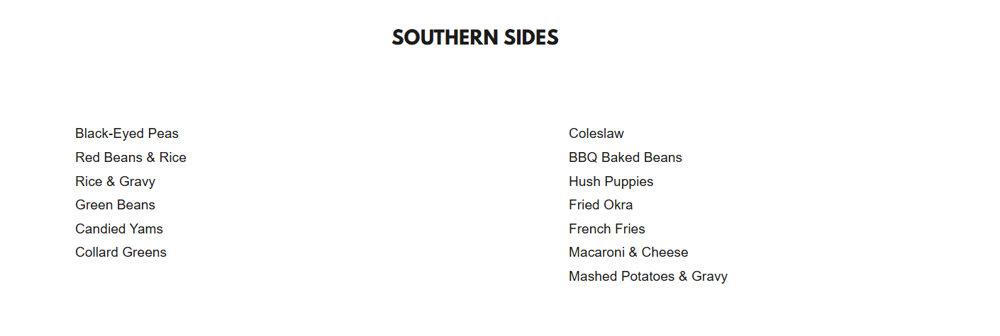 SOUTHERN SIDES
Black-Eyed Peas
Red Beans & Rice
Rice & Gravy
Green Beans
Candied Yams
Collard Greens
Coleslaw
BBQ Baked Beans
Hush Puppies
Fried Okra
French Fries
Macaroni & Cheese
Mashed Potatoes & Gravy